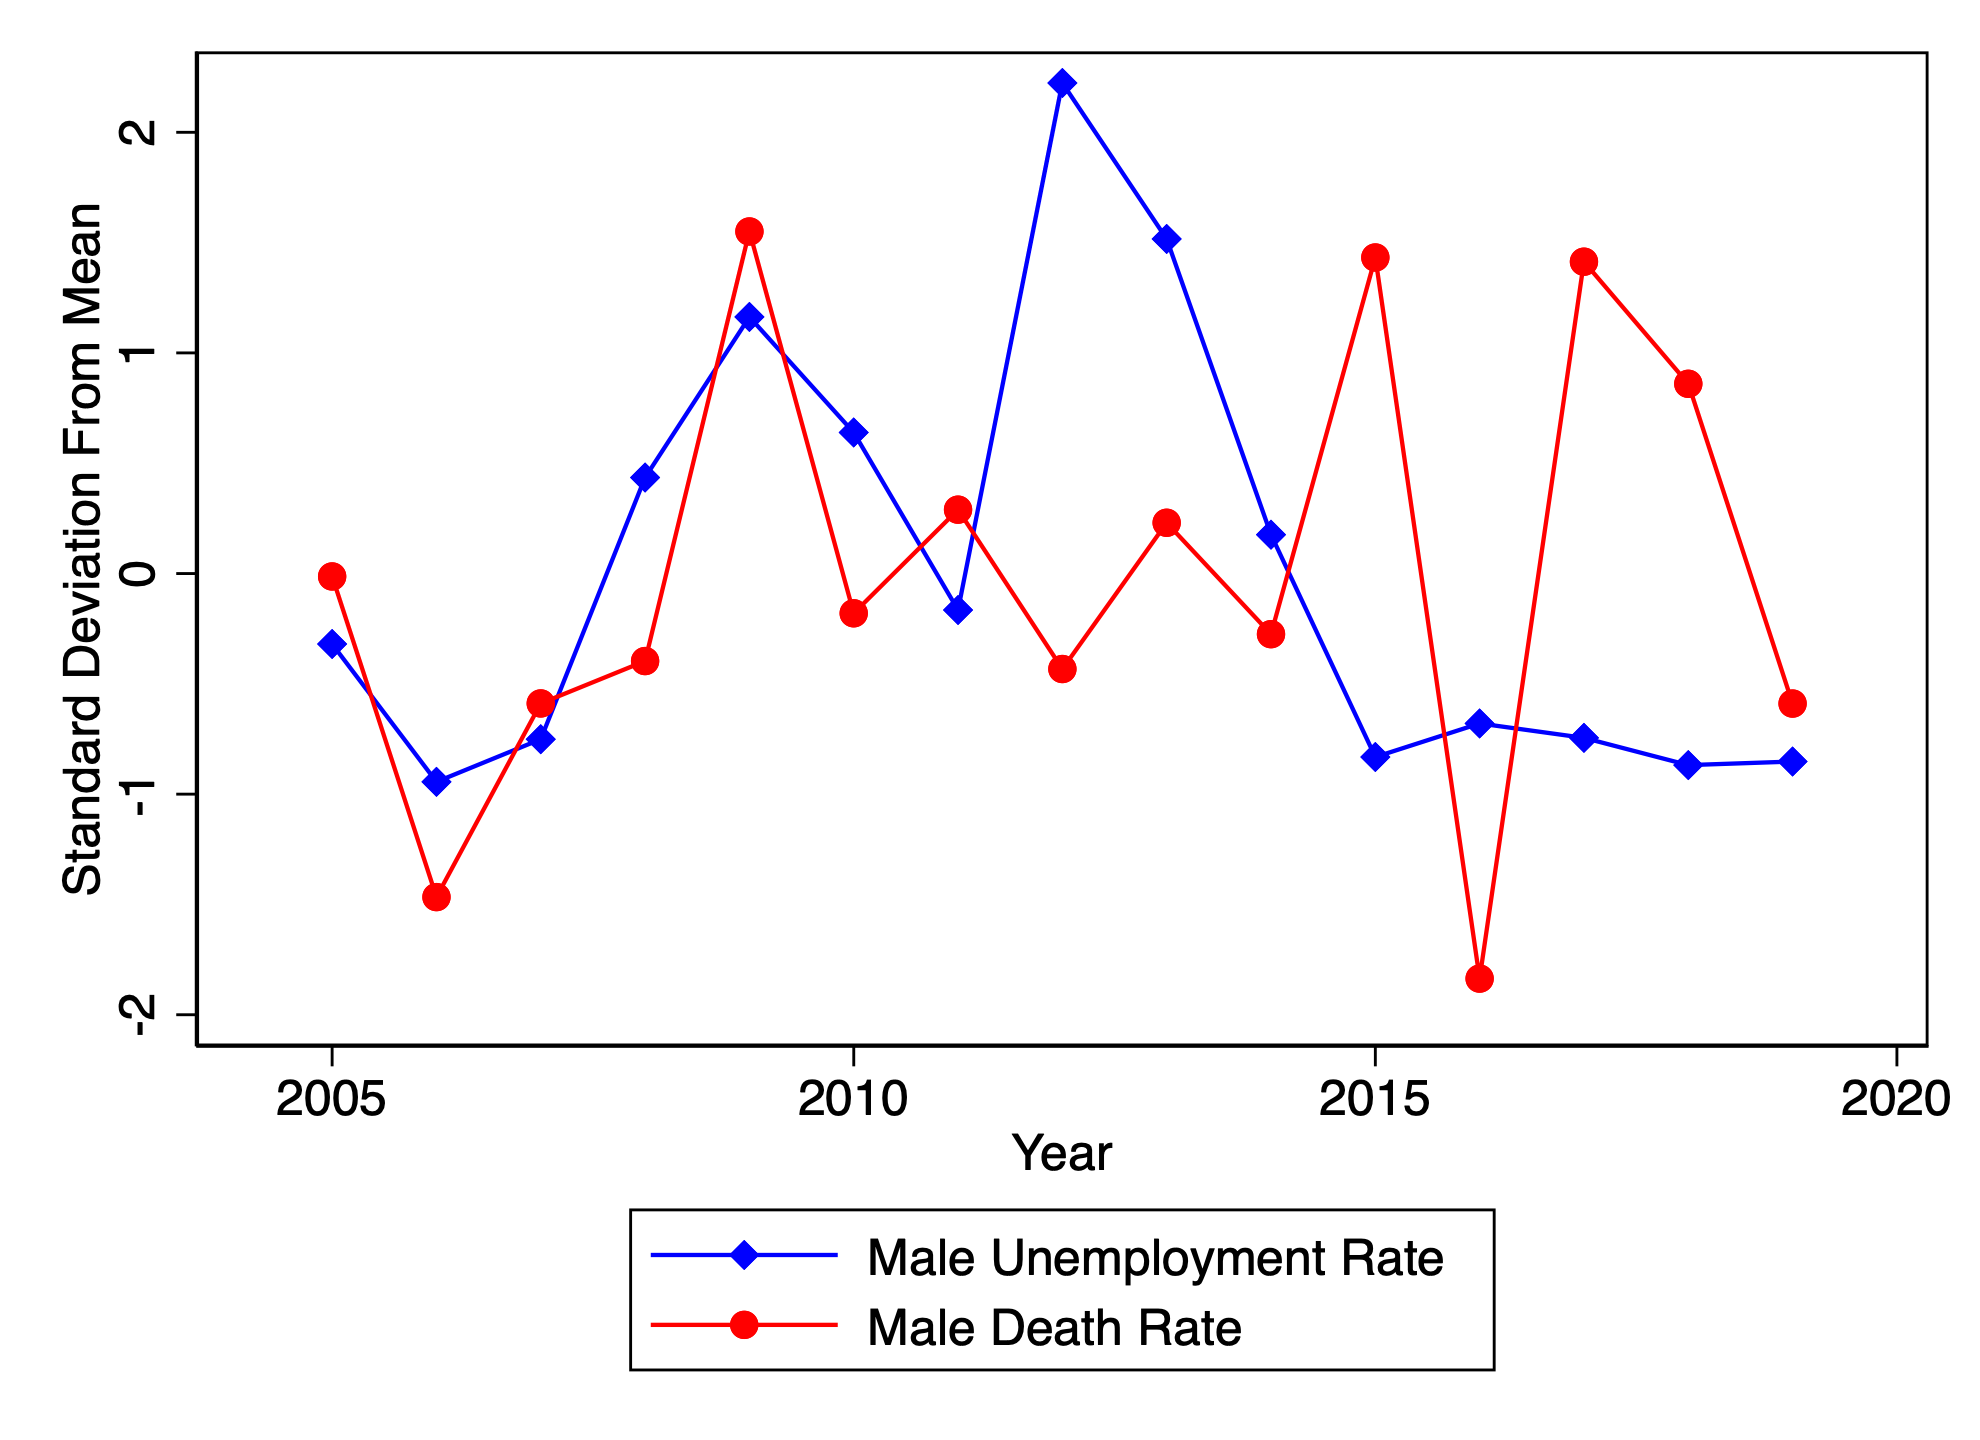 Standard Deviation From Mean
2
1
0
-1
-2
2005 2010 2015 2020
Year
Male Unemployment Rate
Male Death Rate